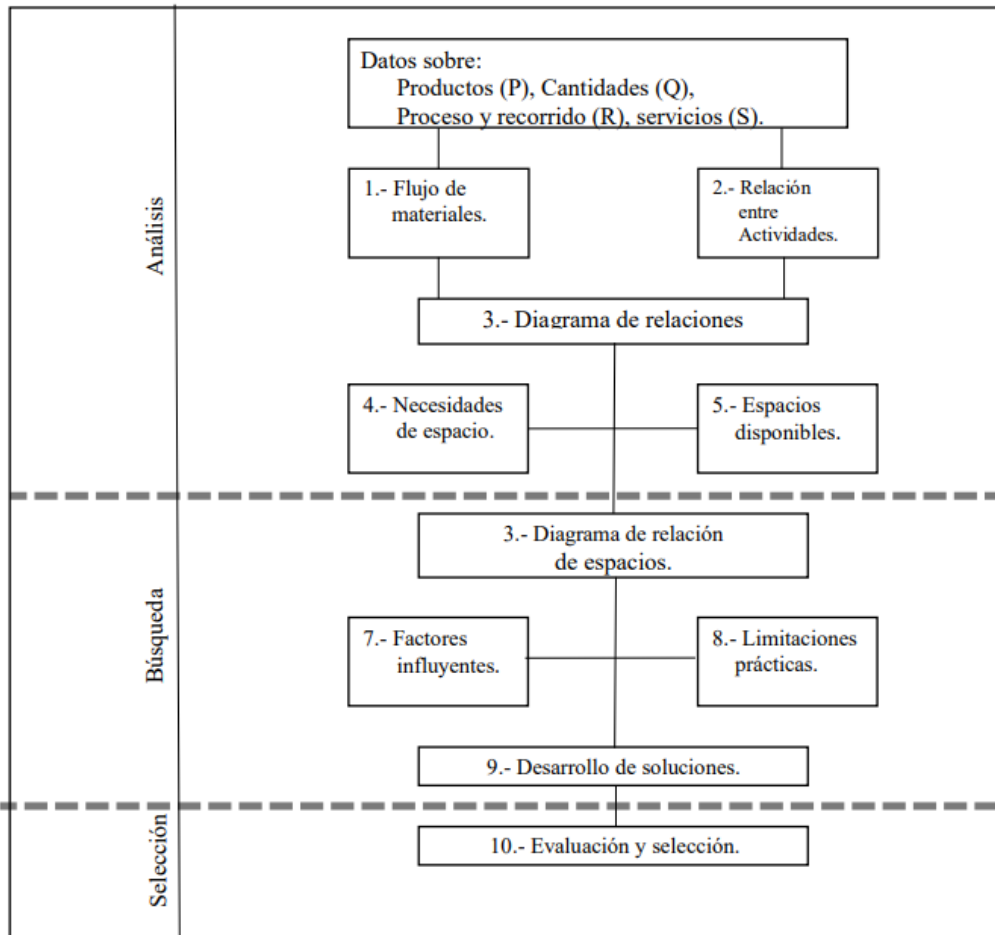 Datos sobre:
Productos (P), Cantidades (Q),
Proceso y recorrido (R), servicios (S).
1.- Flujo de
materiales.
2.- Relación
entre
Actividades.
Análisis
3.- Diagrama de relaciones
4.- Necesidades
de espacio.
5.- Espacios
disponibles.
3.- Diagrama de relación
de espacios.
Búsqueda
7.- Factores
influyentes.
8.- Limitaciones
prácticas.
9.- Desarrollo de soluciones.
Selección
10.- Evaluación y selección.